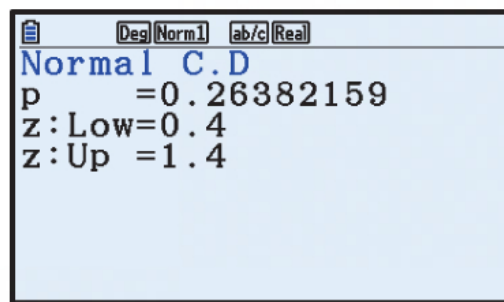 Deg Norm1 ab/c Real
Normal C.D
p =0.26382159
z:Low=0.4
z:Up =1.4